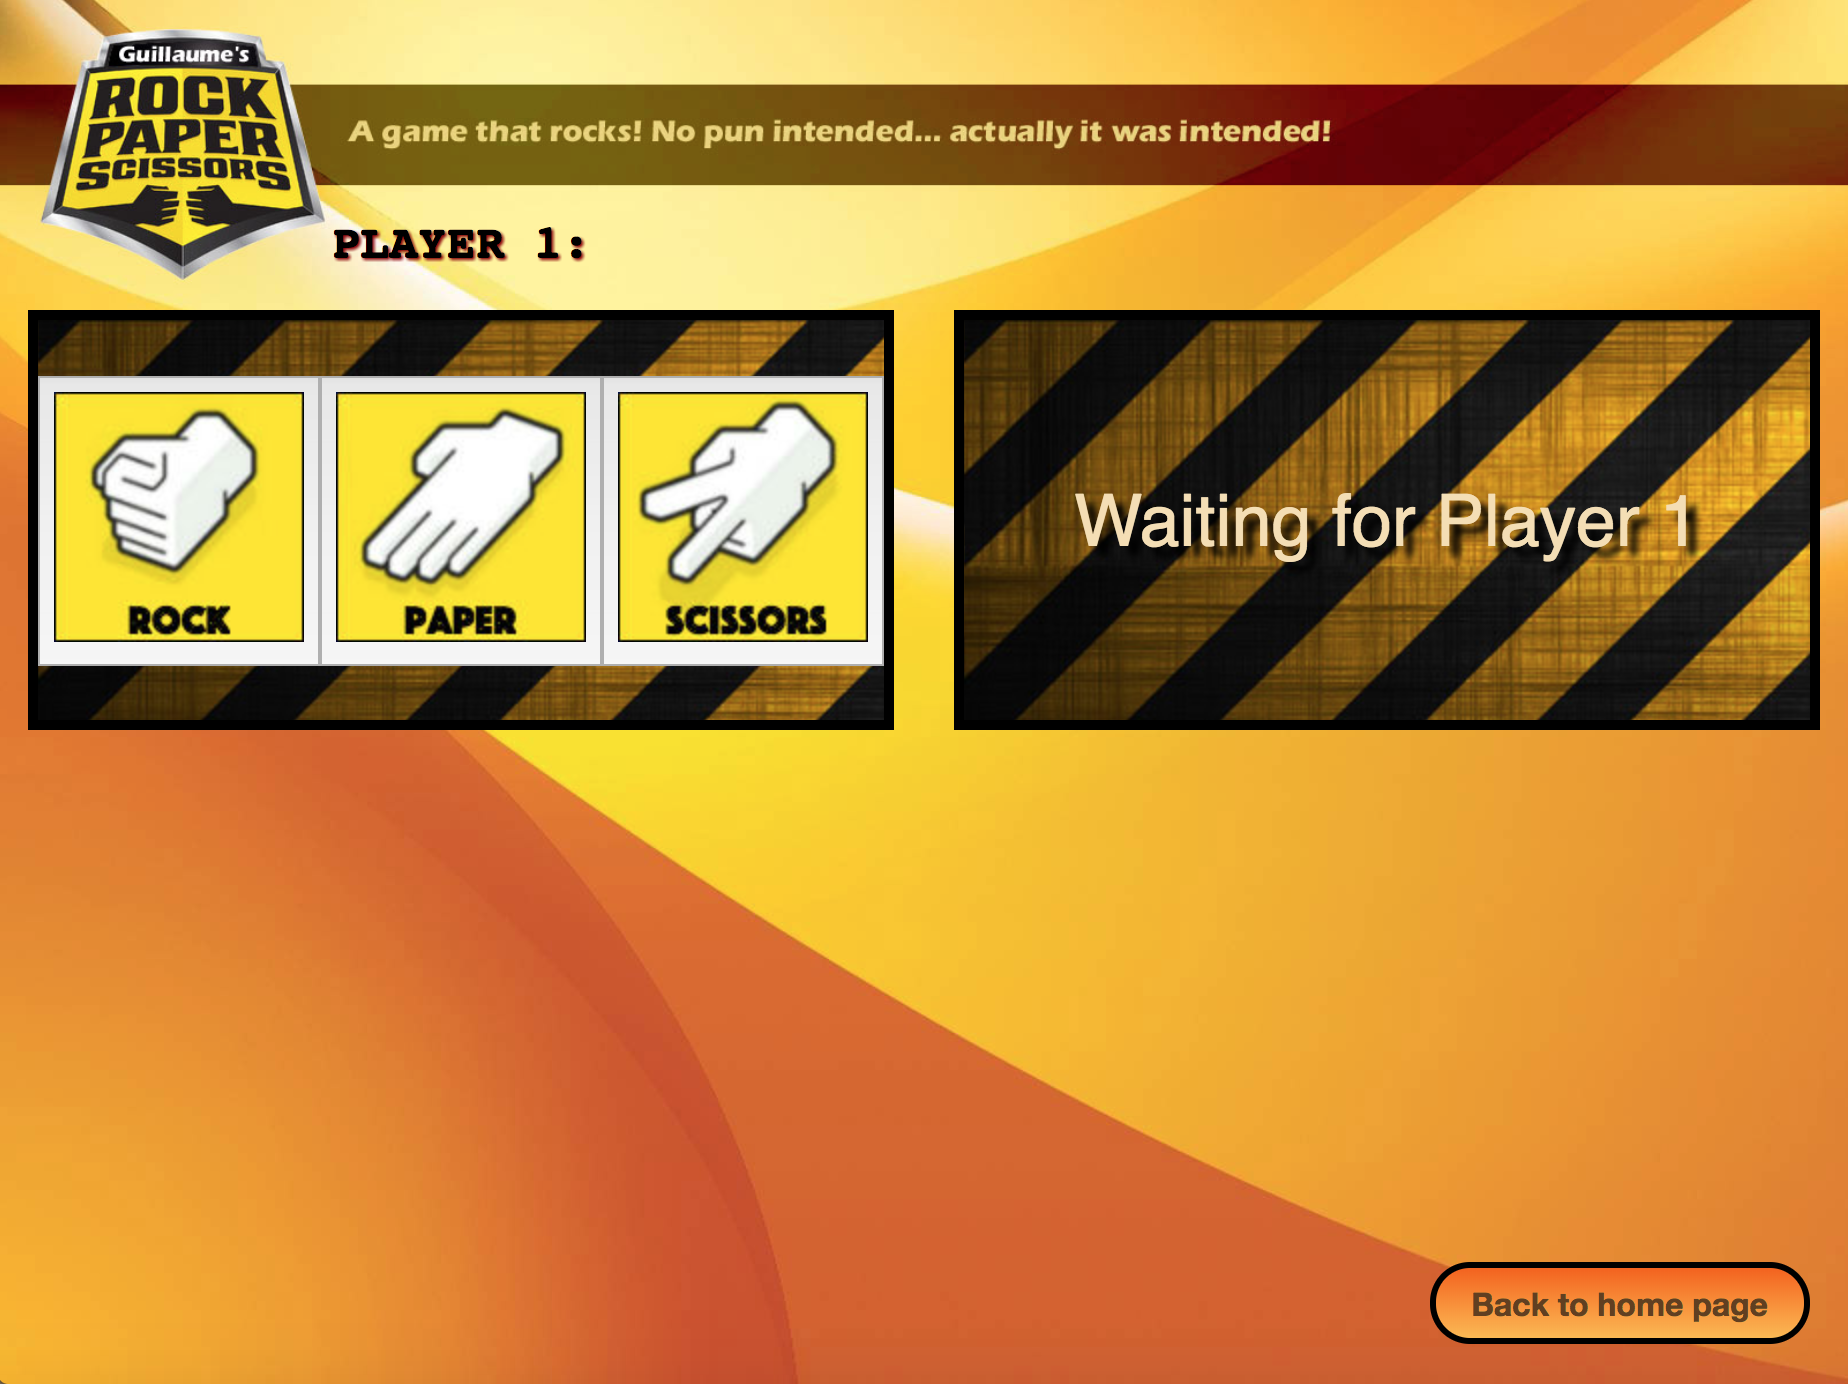 Guillaume's
ROCK
PAPER
SCISSORS
A game that rocks! No pun intended... actually it was intended!
PLAYER 1:
ROCK
PAPER
SCISSORS
Waiting for Player 1
Back to home page